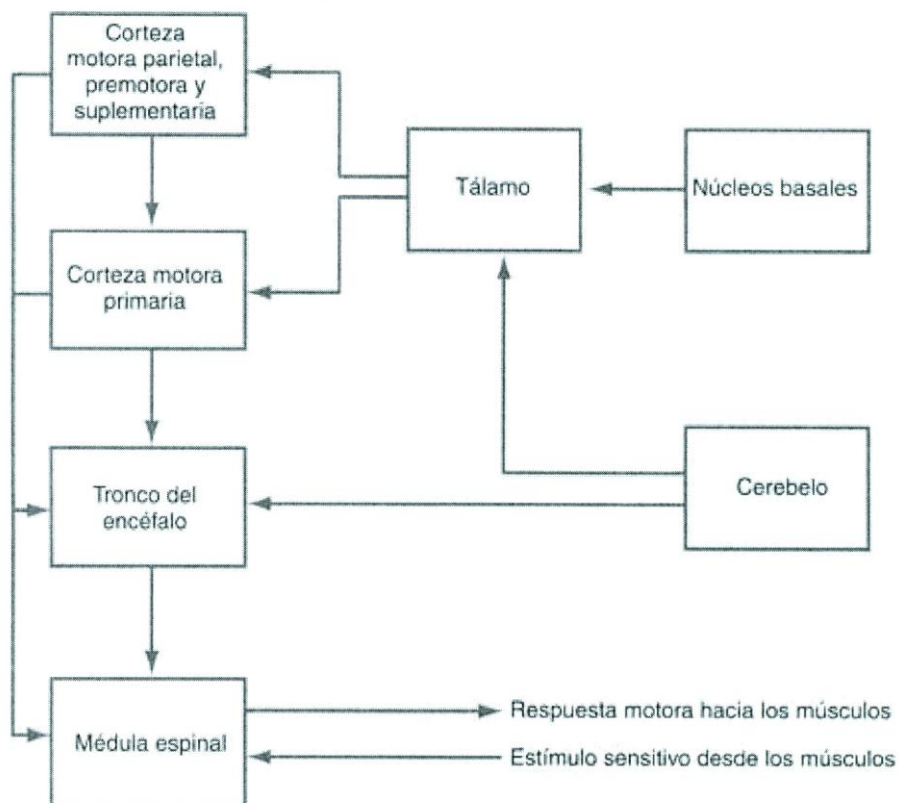 Corteza
motora parietal,
premotora y
suplementaria
Tálamo
Núcleos basales
Corteza motora
primaria
Tronco del
encéfalo
Cerebelo
Médula espinal
Respuesta motora hacia los músculos
Estímulo sensitivo desde los músculos